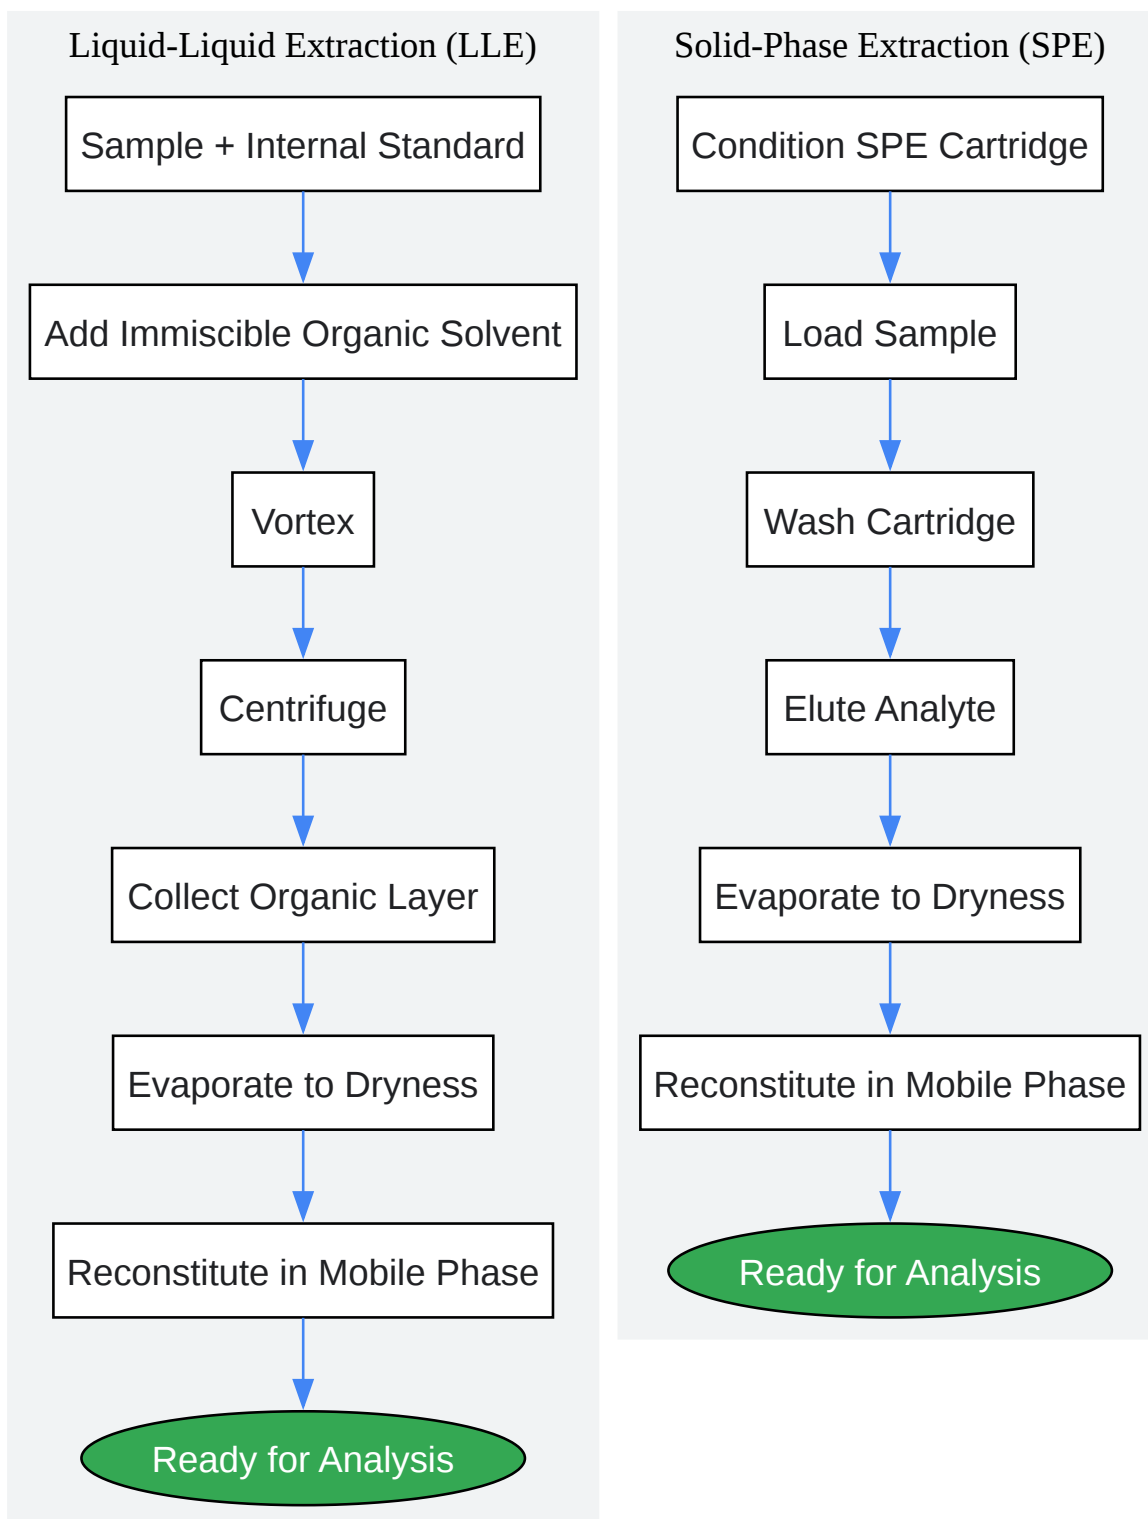 Liquid-Liquid Extraction (LLE)
Sample + Internal Standard
Add Immiscible Organic Solvent
Vortex
Centrifuge
Collect Organic Layer
Evaporate to Dryness
Reconstitute in Mobile Phase
Ready for Analysis
Solid-Phase Extraction (SPE)
Condition SPE Cartridge
Load Sample
Wash Cartridge
Elute Analyte
Evaporate to Dryness
Reconstitute in Mobile Phase
Ready for Analysis